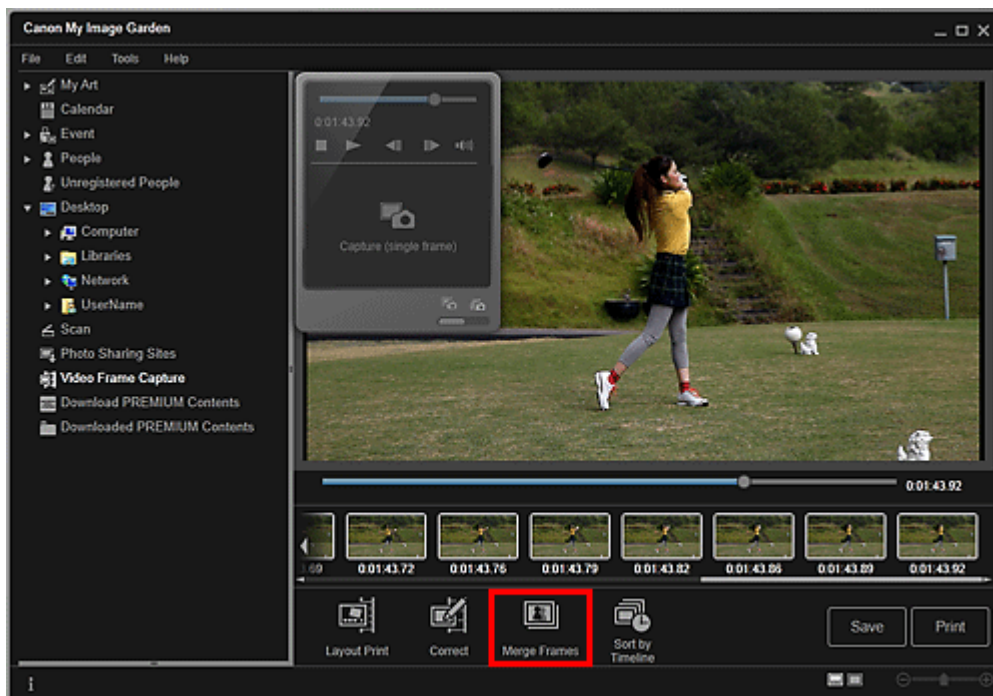 Canon My Image Garden
File Edit Tools Help
My Art
Calendar
Event
People
Unregistered People
Desktop
Computer
Libraries
Network
UserName
Scan
Photo Sharing Sites
Video Frame Capture
Download PREMIUM Contents
Downloaded PREMIUM Contents
0:01:43.92
Capture (single frame)
0:01:43.92
3.69 0:01:43.72 0:01:43.76 0:01:43.79 0:01:43.82 0:01:43.86 0:01:43.89 0:01:43.92
Layout Print Correct Merge Frames Sort by
Timeline
Save Print